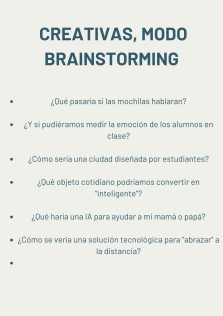 CREATIVAS, MODO
BRAINSTORMING
• ¿Qué pasaría si las mochilas hablaran?
• ¿Y si pudiéramos medir la emoción de los alumnos en
clase?
• ¿Cómo sería una ciudad diseñada por estudiantes?
• ¿Qué objeto cotidiano podríamos convertir en
"inteligente"?
• ¿Qué haría una IA para ayudar a mi mamá o papá?
• ¿Cómo se vería una solución tecnológica para "abrazar" a
la distancia?
•